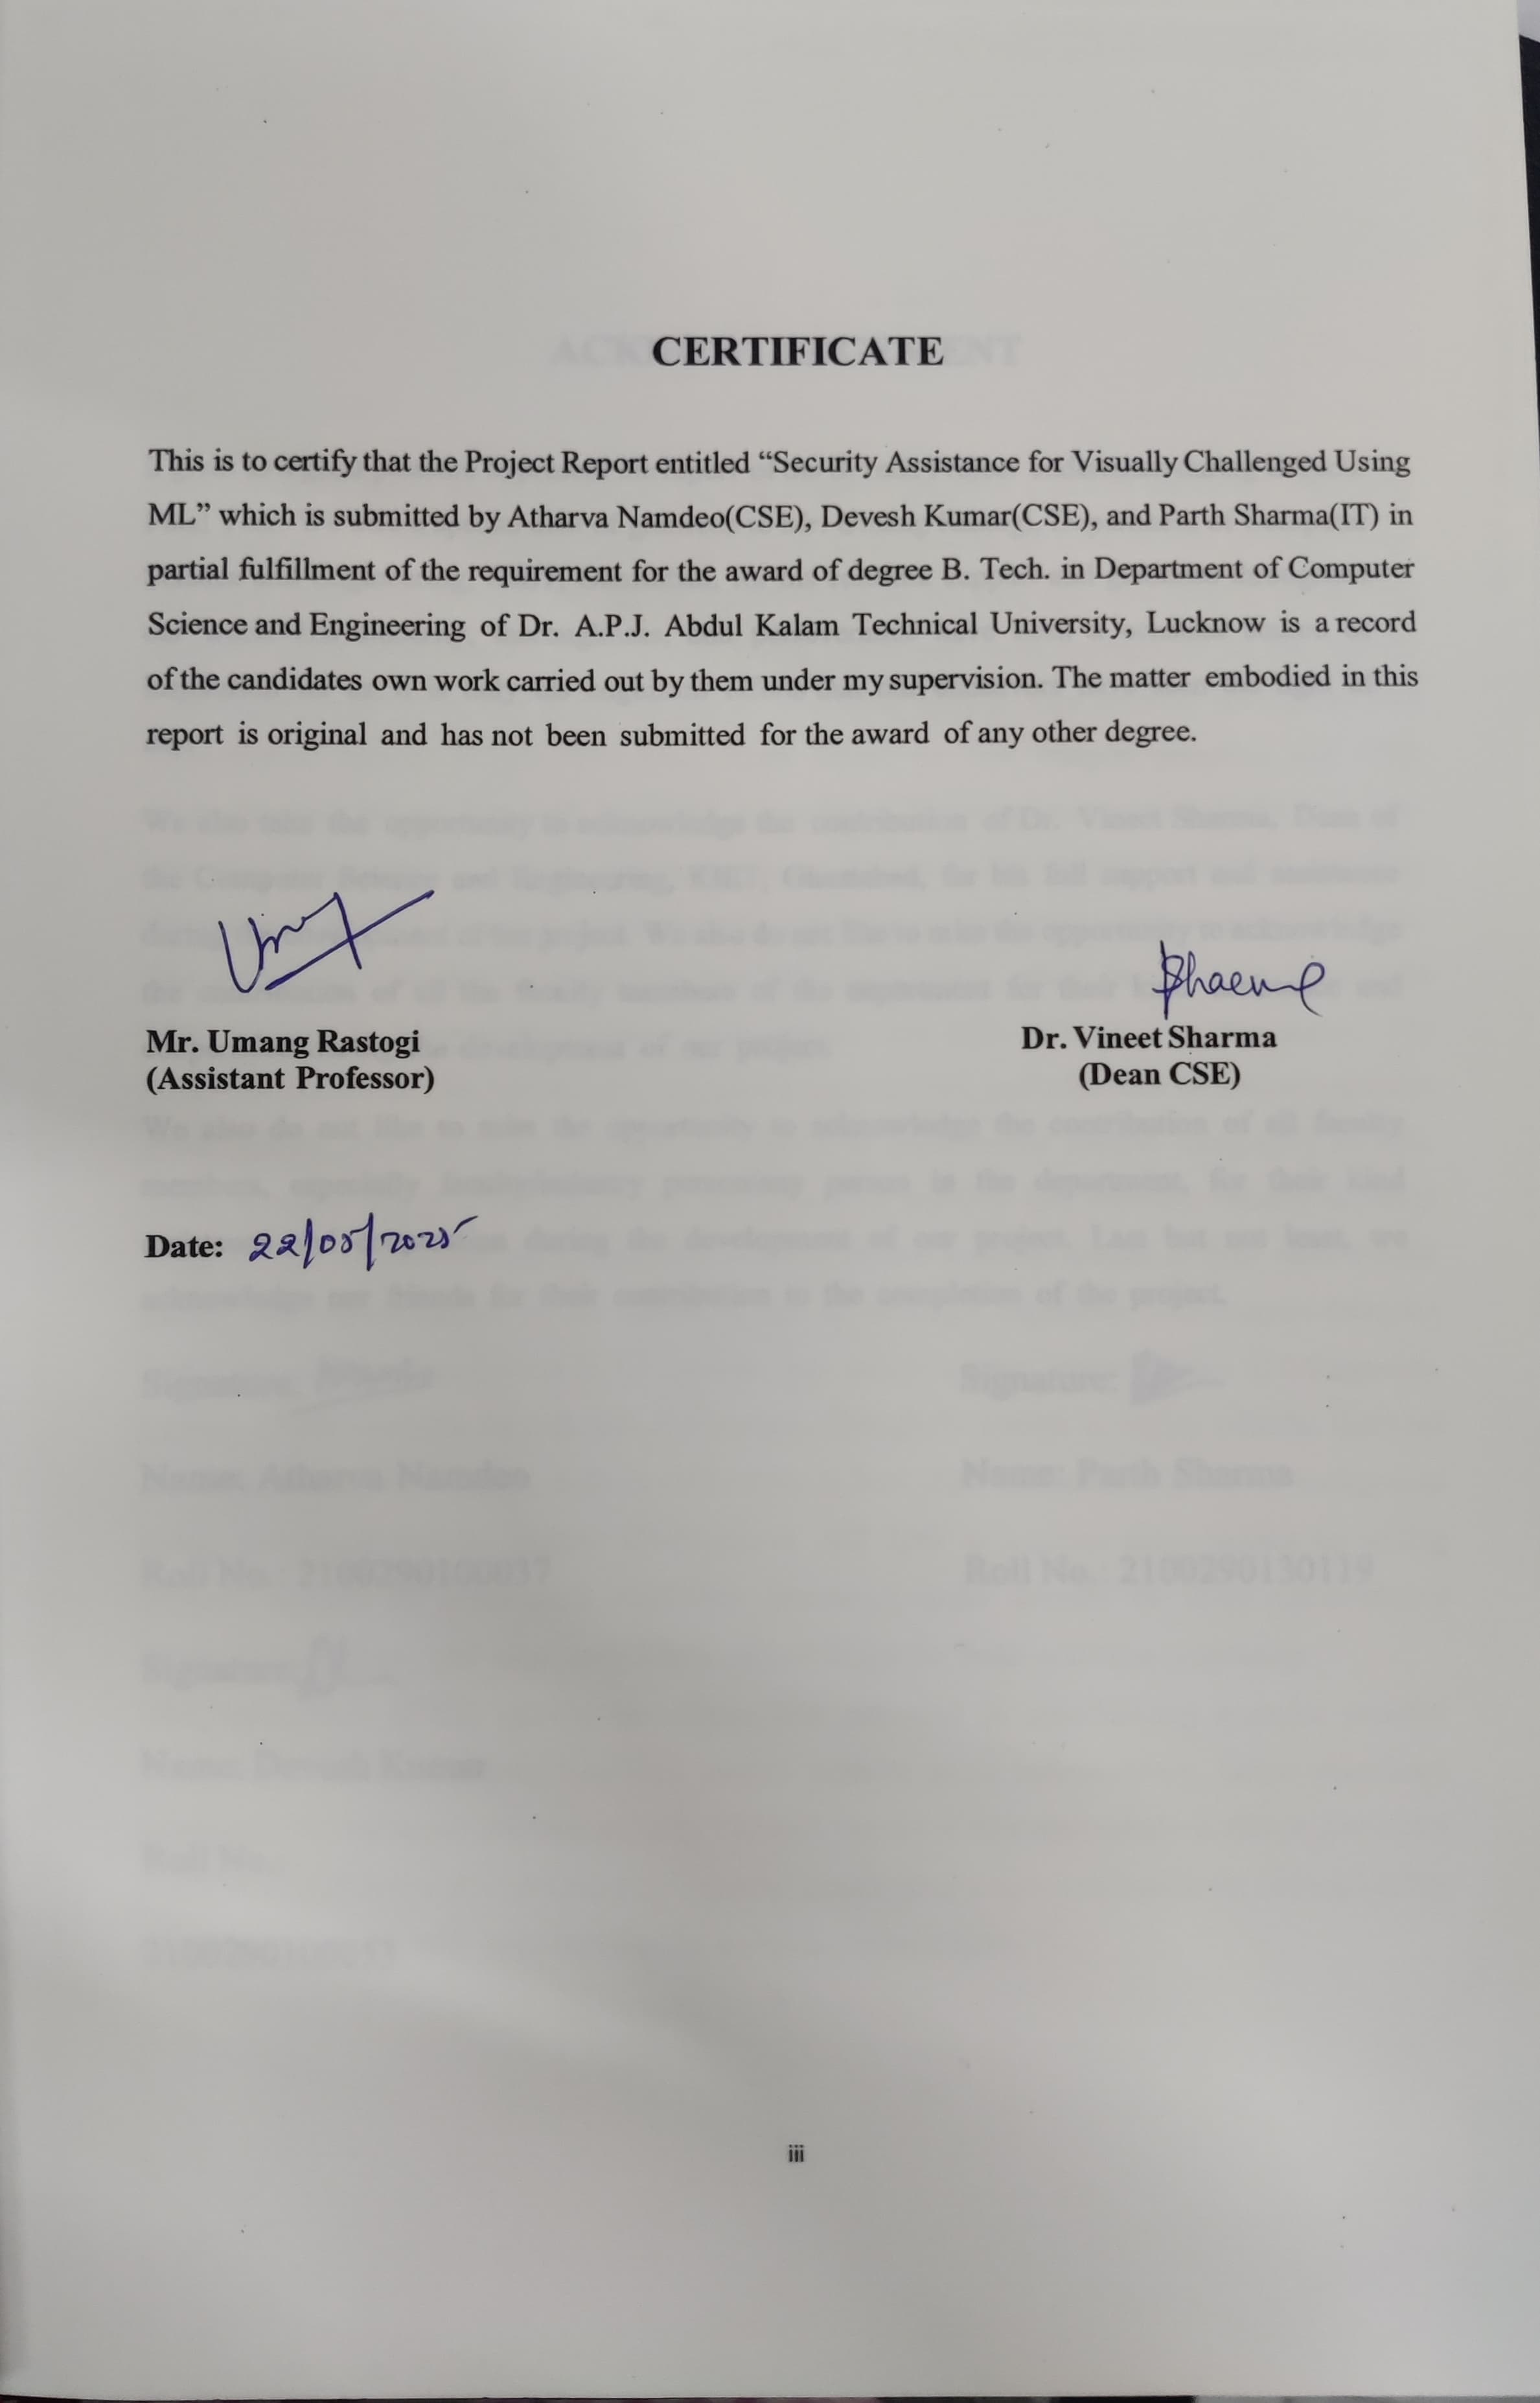 CERTIFICATE
This is to certify that the Project Report entitled “Security Assistance for Visually Challenged Using
ML” which is submitted by Atharva Namdeo(CSE), Devesh Kumar(CSE), and Parth Sharma(IT) in
partial fulfillment of the requirement for the award of degree B. Tech. in Department of Computer
Science and Engineering of Dr. A.P.J. Abdul Kalam Technical University, Lucknow is a record
of the candidates own work carried out by them under my supervision. The matter embodied in this
report is original and has not been submitted for the award of any other degree.
Mr. Umang Rastogi
(Assistant Professor)
Dr. Vineet Sharma
(Dean CSE)
Date: 22/05/2025
iii